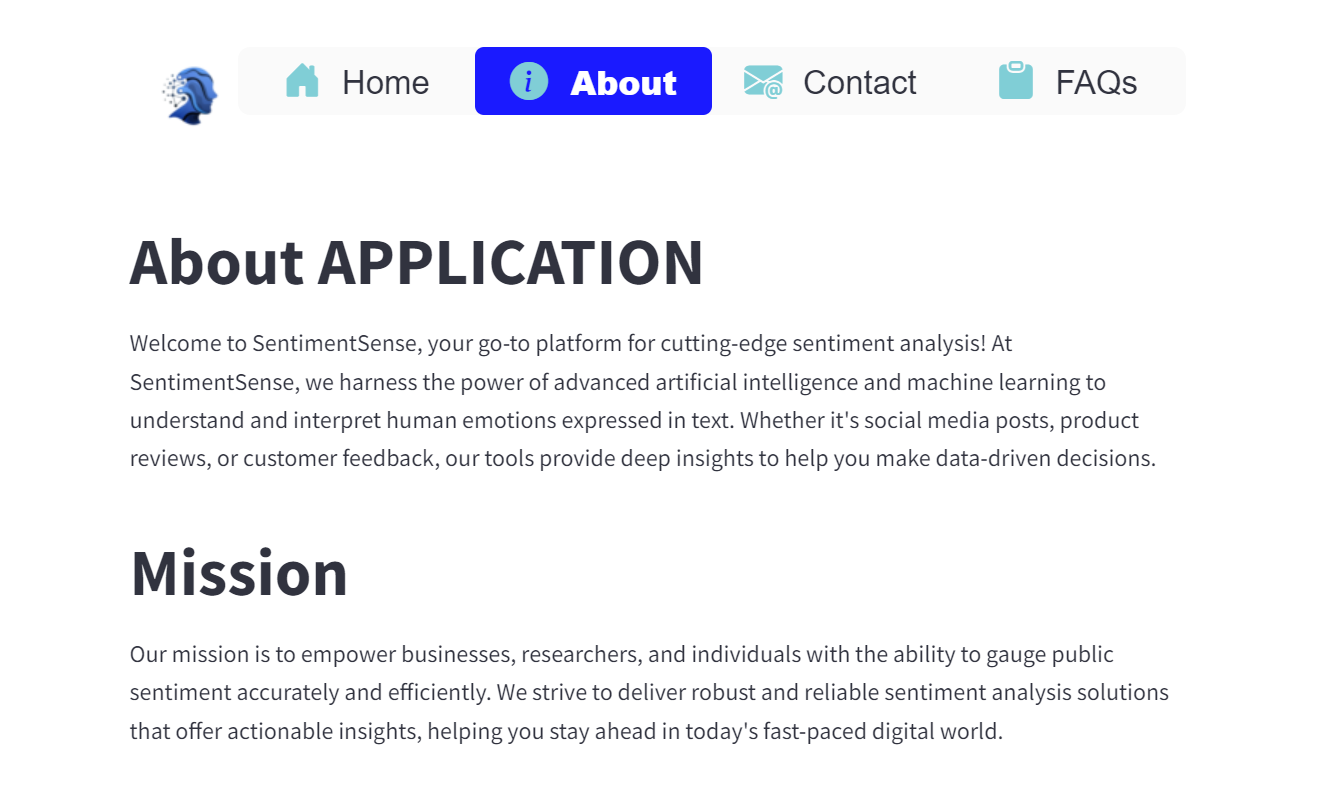 Home About Contact FAQs
About APPLICATION
Welcome to SentimentSense, your go-to platform for cutting-edge sentiment analysis! At
SentimentSense, we harness the power of advanced artificial intelligence and machine learning to
understand and interpret human emotions expressed in text. Whether it's social media posts, product
reviews, or customer feedback, our tools provide deep insights to help you make data-driven decisions.
Mission
Our mission is to empower businesses, researchers, and individuals with the ability to gauge public
sentiment accurately and efficiently. We strive to deliver robust and reliable sentiment analysis solutions
that offer actionable insights, helping you stay ahead in today's fast-paced digital world.